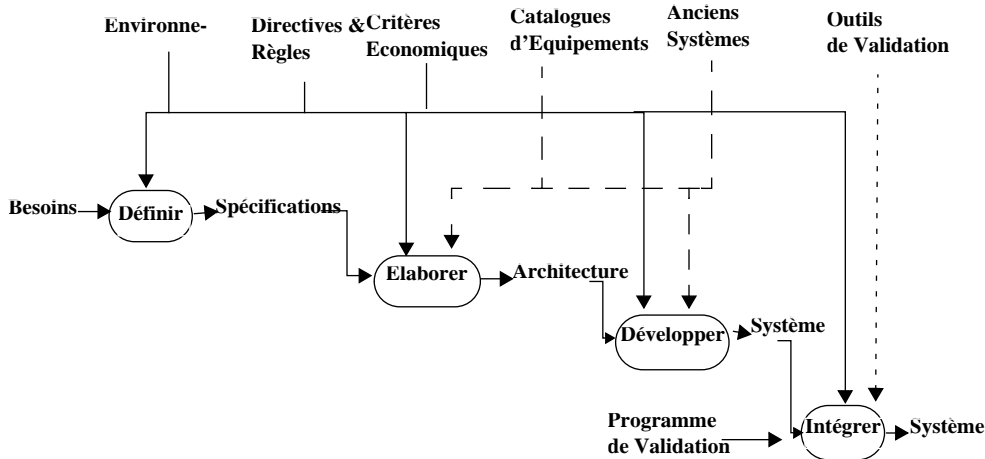 Environne-
Directives &
Règles
Critères
Economiques
Catalogues
d'Equipements
Anciens
Systèmes
Outils
de Validation
Besoins
Définir
Spécifications
Elaborer
Architecture
Développer
Système
Programme
de Validation
Intégrer
Système